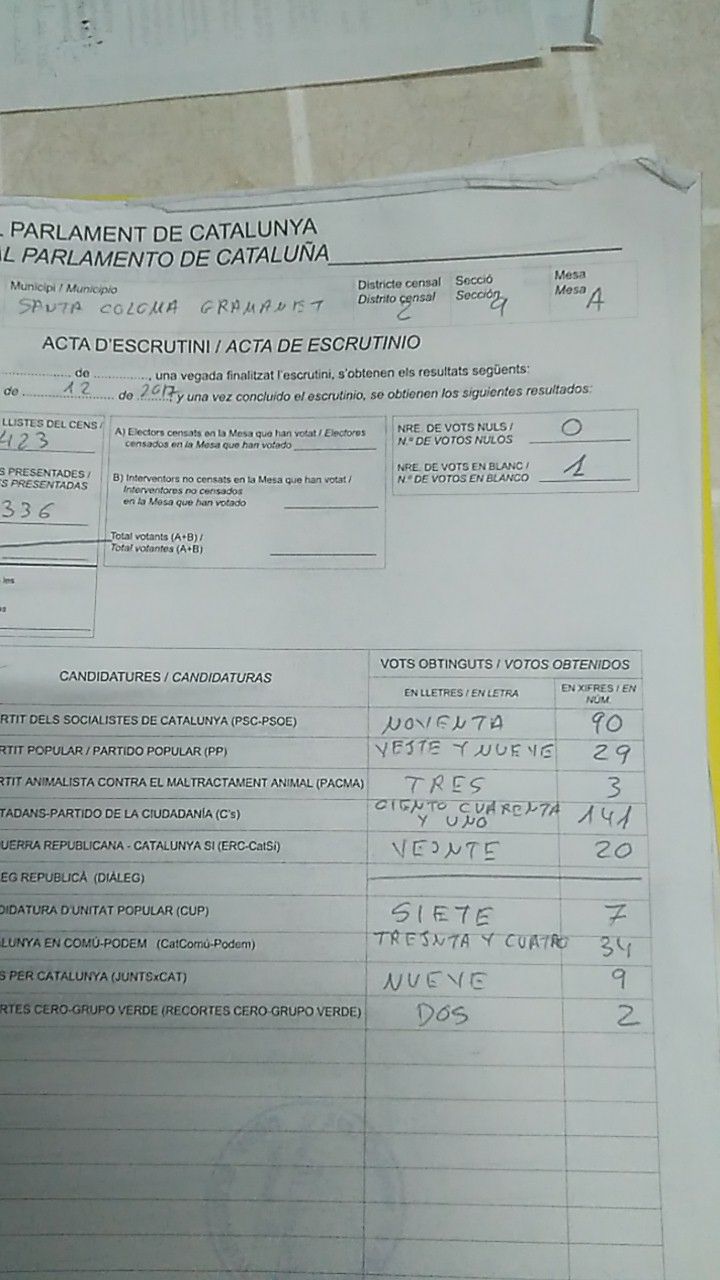 L PARLAMENT DE CATALUNYA
AL PARLAMENTO DE CATALUÑA
Municipi / Municipio
SANTA COLOMA GRAMANET
Districte censal
Distrito censal
2
Secció
Sección
9
Mesa
Mesa
A
ACTA D'ESCRUTINI / ACTA DE ESCRUTINIO
de ............., una vegada finalitzat l'escrutini, s'obtenen els resultats següents:
de 12 de 2017 y una vez concluido el escrutinio, se obtienen los siguientes resultados:
LLISTES DEL CENS /
423
S PRESENTADES /
S PRESENTADAS
336
les
A) Electors censats en la Mesa que han votat / Electores
censados en la Mesa que han votado
B) Interventors no censats en la Mesa que han votat /
Interventores no censados
en la Mesa que han votado
Total votants (A+B) /
Total votantes (A+B)
NRE. DE VOTS NULS /
N.º DE VOTOS NULOS
0
NRE. DE VOTS EN BLANC /
N.º DE VOTOS EN BLANCO
1
CANDIDATURES / CANDIDATURAS
VOTS OBTINGUTS / VOTOS OBTENIDOS
EN LLETRES / EN LETRA
EN XIFRES / EN
NÚM.
RTIT DELS SOCIALISTES DE CATALUNYA (PSC-PSOE) NOVENTA 90
RTIT POPULAR / PARTIDO POPULAR (PP) VEITE Y NUEVE 29
RTIT ANIMALISTA CONTRA EL MALTRACTAMENT ANIMAL (PACMA) TRES 3
TADANS-PARTIDO DE LA CIUDADANÍA (C's) CIENTO CUARENTA
Y UNO 141
UERRA REPUBLICANA - CATALUNYA SI (ERC-CatSí) VEINTE 20
EG REPUBLICÀ (DIÀLEG)
DIDATURA D'UNITAT POPULAR (CUP) SIETE 7
LUNYA EN COMÚ-PODEM (CatComú-Podem) TREINTA Y CUATRO 34
S PER CATALUNYA (JUNTSxCAT) NUEVE 9
RTES CERO-GRUPO VERDE (RECORTES CERO-GRUPO VERDE) DOS 2